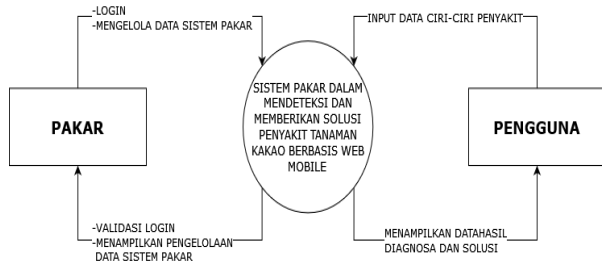 -LOGIN
-MENGELOLA DATA SISTEM PAKAR
INPUT DATA CIRI-CIRI PENYAKIT
PAKAR
SISTEM PAKAR DALAM
MENDETEKSI DAN
MEMBERIKAN SOLUSI
PENYAKIT TANAMAN
KAKAO BERBASIS WEB
MOBILE
PENGGUNA
-VALIDASI LOGIN
-MENAMPILKAN PENGELOLAAN
DATA SISTEM PAKAR
MENAMPILKAN DATAHASIL
DIAGNOSA DAN SOLUSI